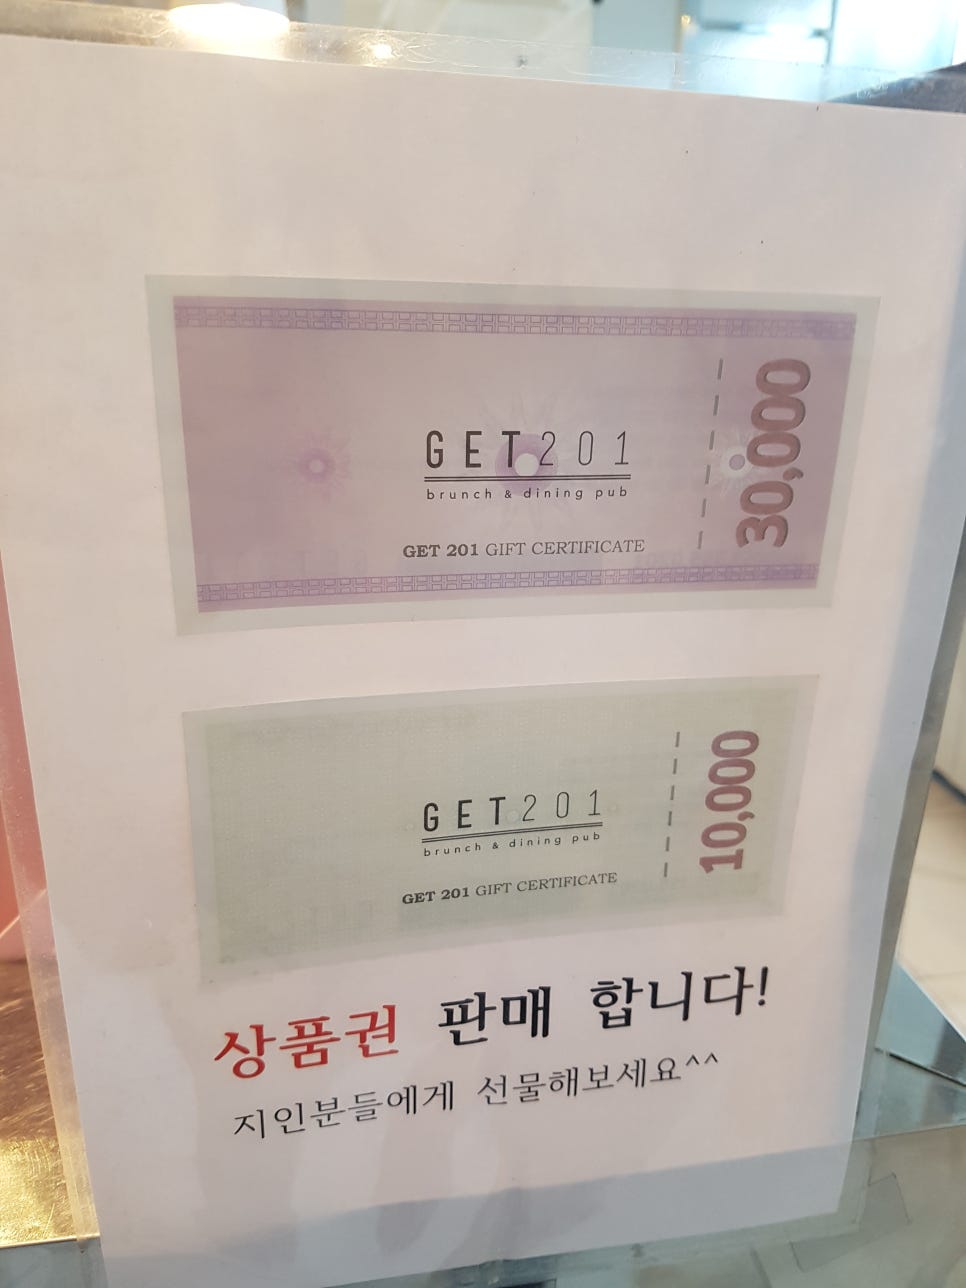 GET201
brunch & dining pub
GET 201 GIFT CERTIFICATE
30,000
GET201
brunch & dining pub
GET 201 GIFT CERTIFICATE
10,000
상품권 판매 합니다!
지인분들에게 선물해보세요^^